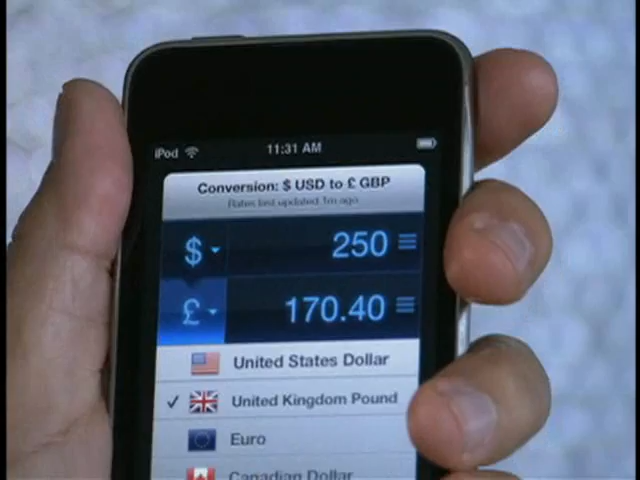 iPod 11:31 AM
Conversion: $ USD to £ GBP
Rates last updated 1m ago
$ 250
£ 170.40
United States Dollar
United Kingdom Pound
Euro
Canadian Dollar